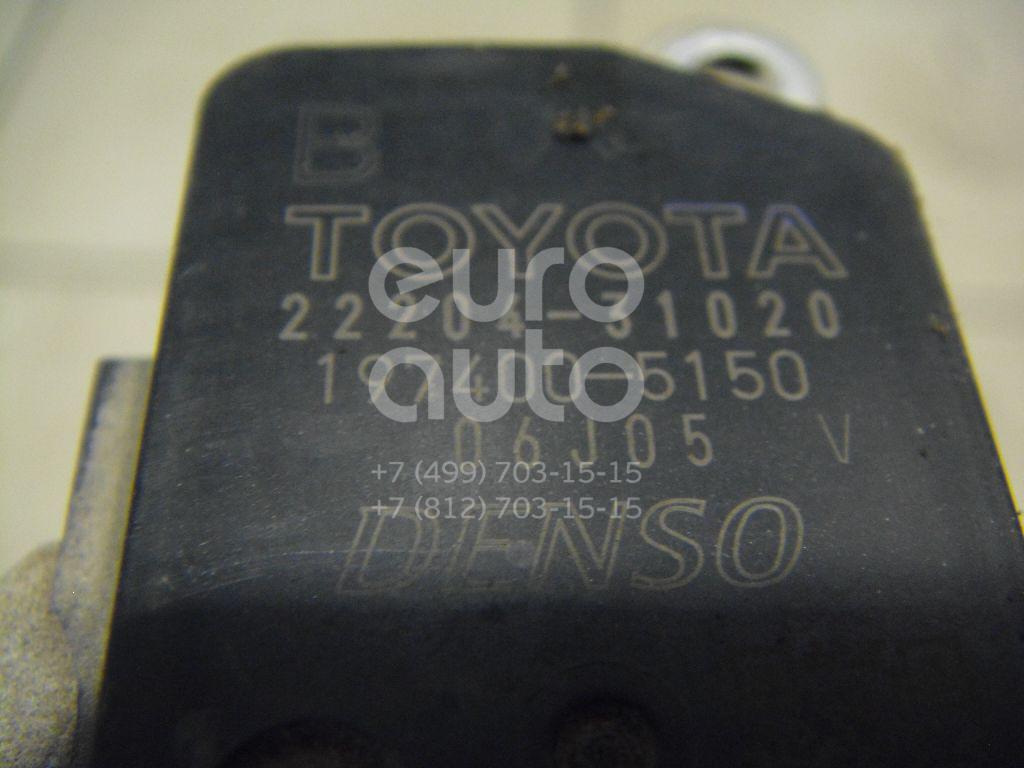 B
TOYOTA
22204-31020
197400-5150
06J05 V
DENSO
euro
auto
+7 (499) 703-15-15
+7 (812) 703-15-15